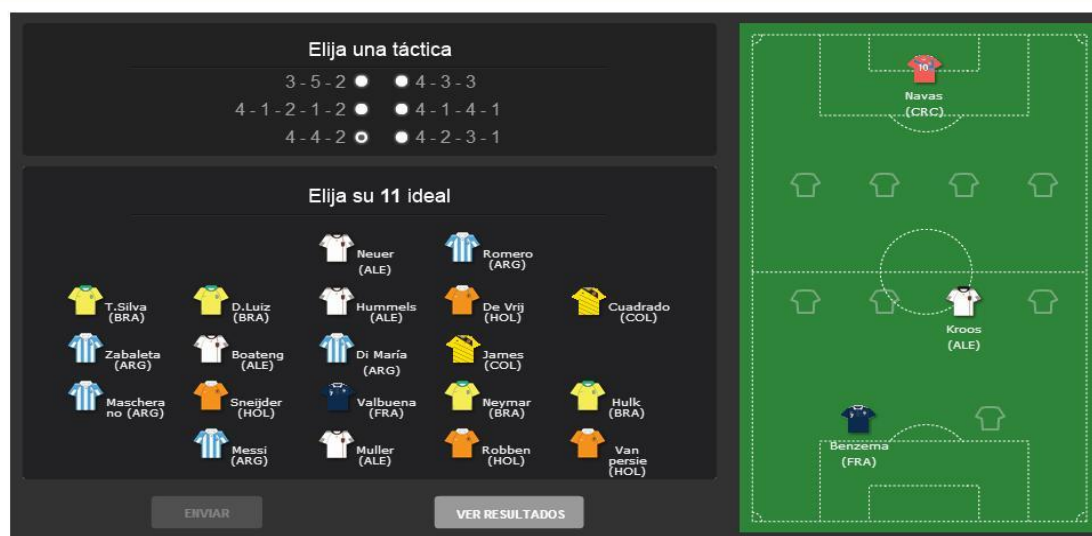 Elija una táctica
3 - 5 - 2
4 - 3 - 3
4 - 1 - 2 - 1 - 2
4 - 1 - 4 - 1
4 - 4 - 2
4 - 2 - 3 - 1
Elija su 11 ideal
Neuer
(ALE)
Romero
(ARG)
T.Silva
(BRA)
D.Luiz
(BRA)
Hummels
(ALE)
De Vrij
(HOL)
Cuadrado
(COL)
Zabaleta
(ARG)
Boateng
(ALE)
Di María
(ARG)
James
(COL)
Maschera
no (ARG)
Sneijder
(HOL)
Valbuena
(FRA)
Neymar
(BRA)
Hulk
(BRA)
Messi
(ARG)
Muller
(ALE)
Robben
(HOL)
Van
persie
(HOL)
ENVIAR
VER RESULTADOS
10
Navas
(CRC)
Kroos
(ALE)
Benzema
(FRA)